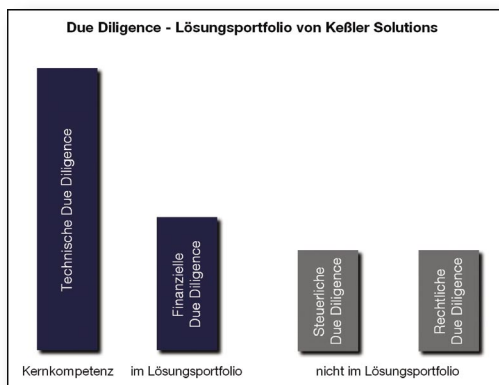 Due Diligence - Lösungsportfolio von Keßler Solutions
Technische Due Diligence
Finanzielle
Due Diligence
Steuerliche
Due Diligence
Rechtliche
Due Diligence
Kernkompetenz
im Lösungsportfolio
nicht im Lösungsportfolio